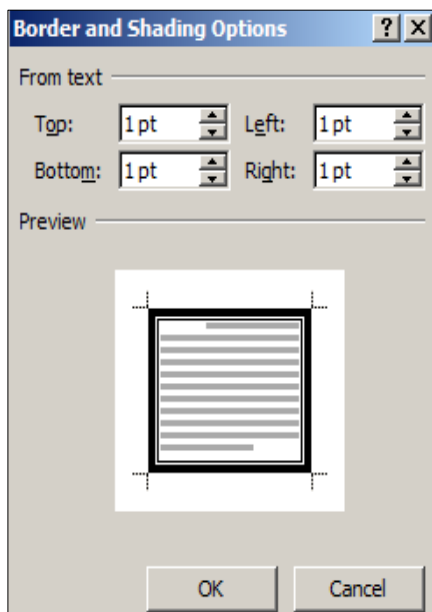 Border and Shading Options ? X
From text
Top: 1 pt Left: 1 pt
Bottom: 1 pt Right: 1 pt
Preview
OK Cancel